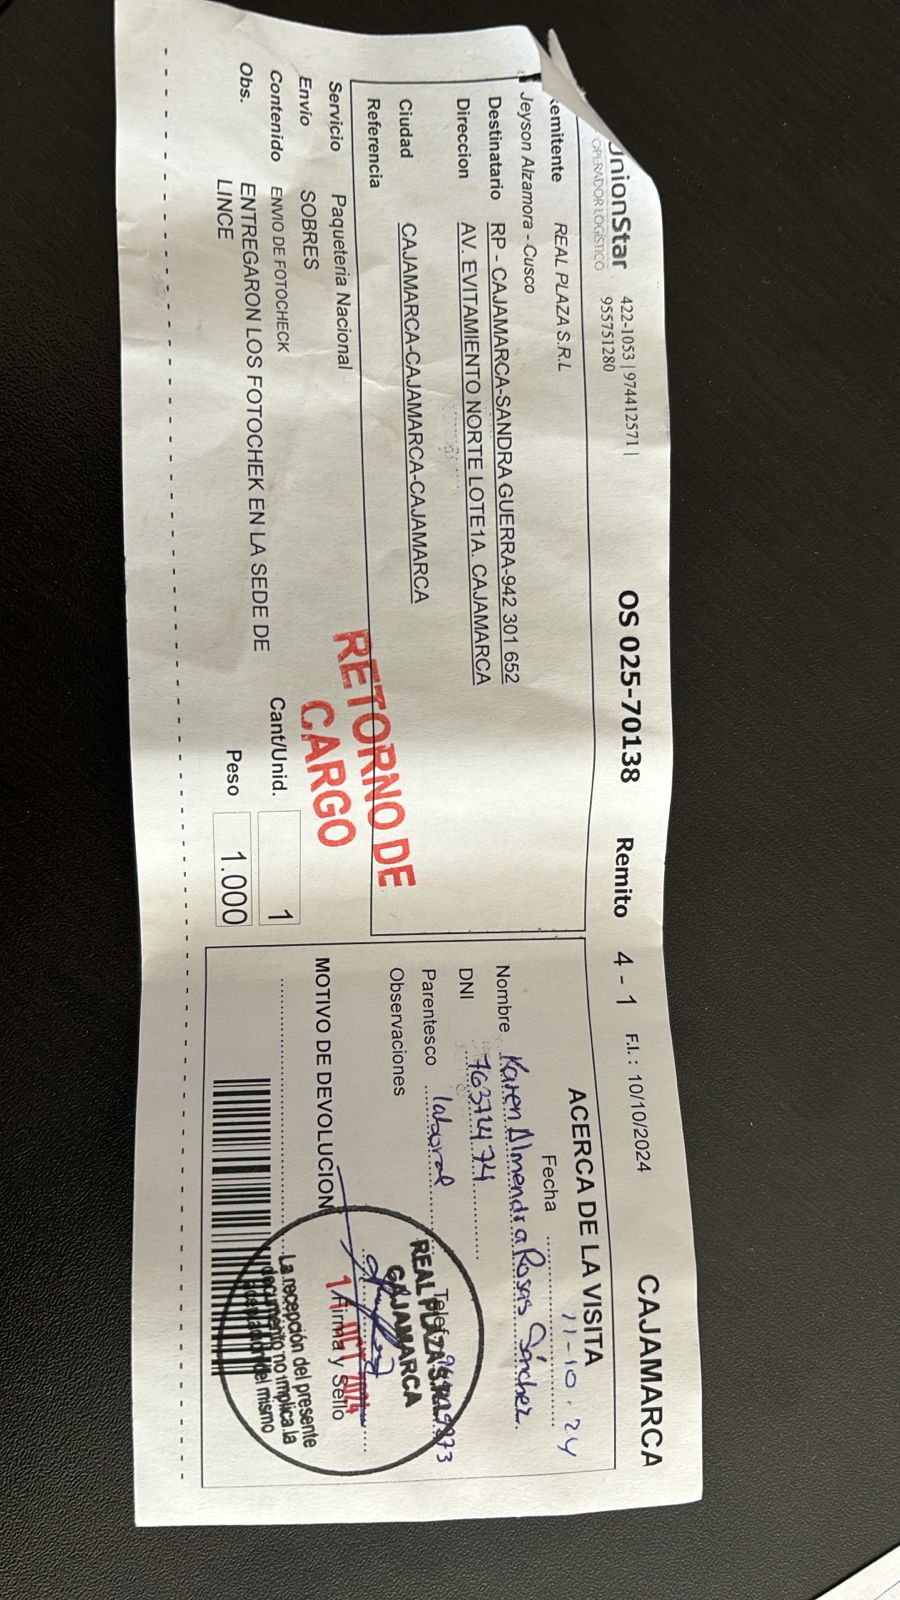 UnionStar
OPERADOR LOGÍSTICO
422-1053 | 974412571 |
955751280
OS 025-70138
Remito 4 - 1
F.I.: 10/10/2024
CAJAMARCA
emitente REAL PLAZA S.R.L
Jeyson Alzamora - Cusco
Destinatario RP - CAJAMARCA-SANDRA GUERRA-942 301 652
Direccion AV. EVITAMIENTO NORTE LOTE1A. CAJAMARCA
Ciudad CAJAMARCA-CAJAMARCA-CAJAMARCA
Referencia
Servicio Paqueteria Nacional
Envío SOBRES
Contenido ENVIO DE FOTOCHECK
Obs. ENTREGARON LOS FOTOCHEK EN LA SEDE DE
LINCE
RETORNO DE
CARGO
Cant/Unid. 1
Peso 1.000
ACERCA DE LA VISITA
Fecha 11-10.24
Nombre Karen Almendra Rosas Sánchez
DNI
Parentesco laboral
Observaciones
REAL PLAZA S.R.L.
CAJAMARCA
OCT 2024
Firma y Sello
MOTIVO DE DEVOLUCION
La recepción del presente
documento no implica la
aceptación del mismo